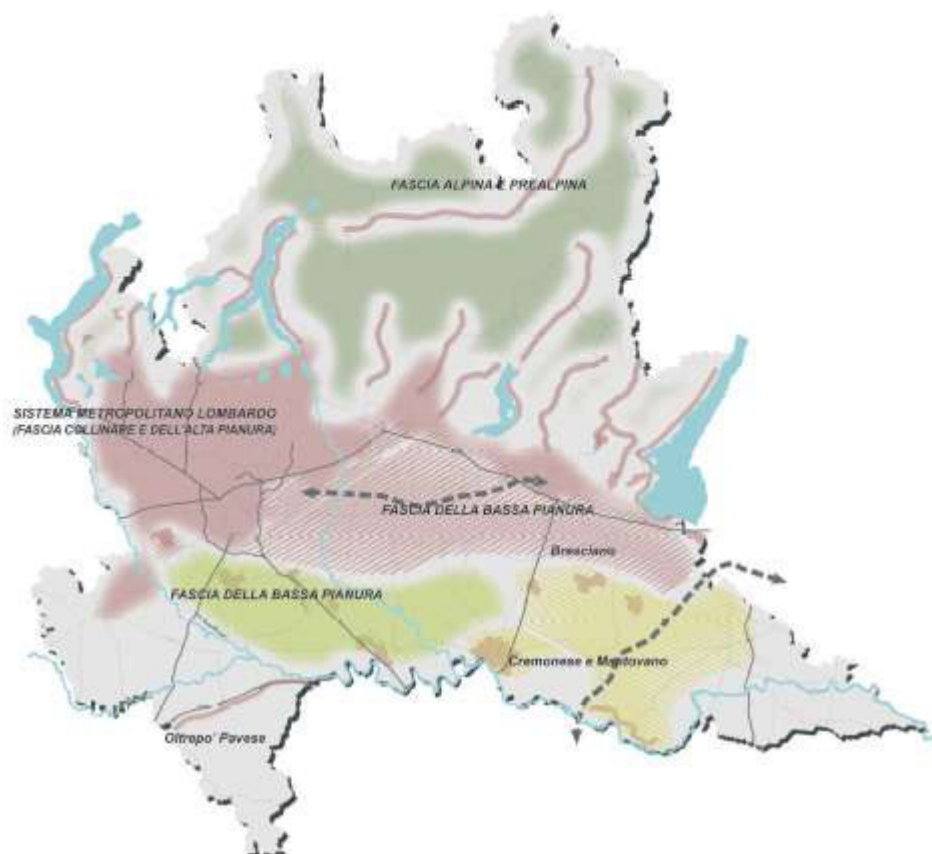 FASCIA ALPINA E PREALPINA
SISTEMA METROPOLITANO LOMBARDO
(FASCIA COLLINARE E DELL'ALTA PIANURA)
FASCIA DELLA BASSA PIANURA
Bresciano
FASCIA DELLA BASSA PIANURA
Cremonese e Mantovano
Oltropo' Pavese